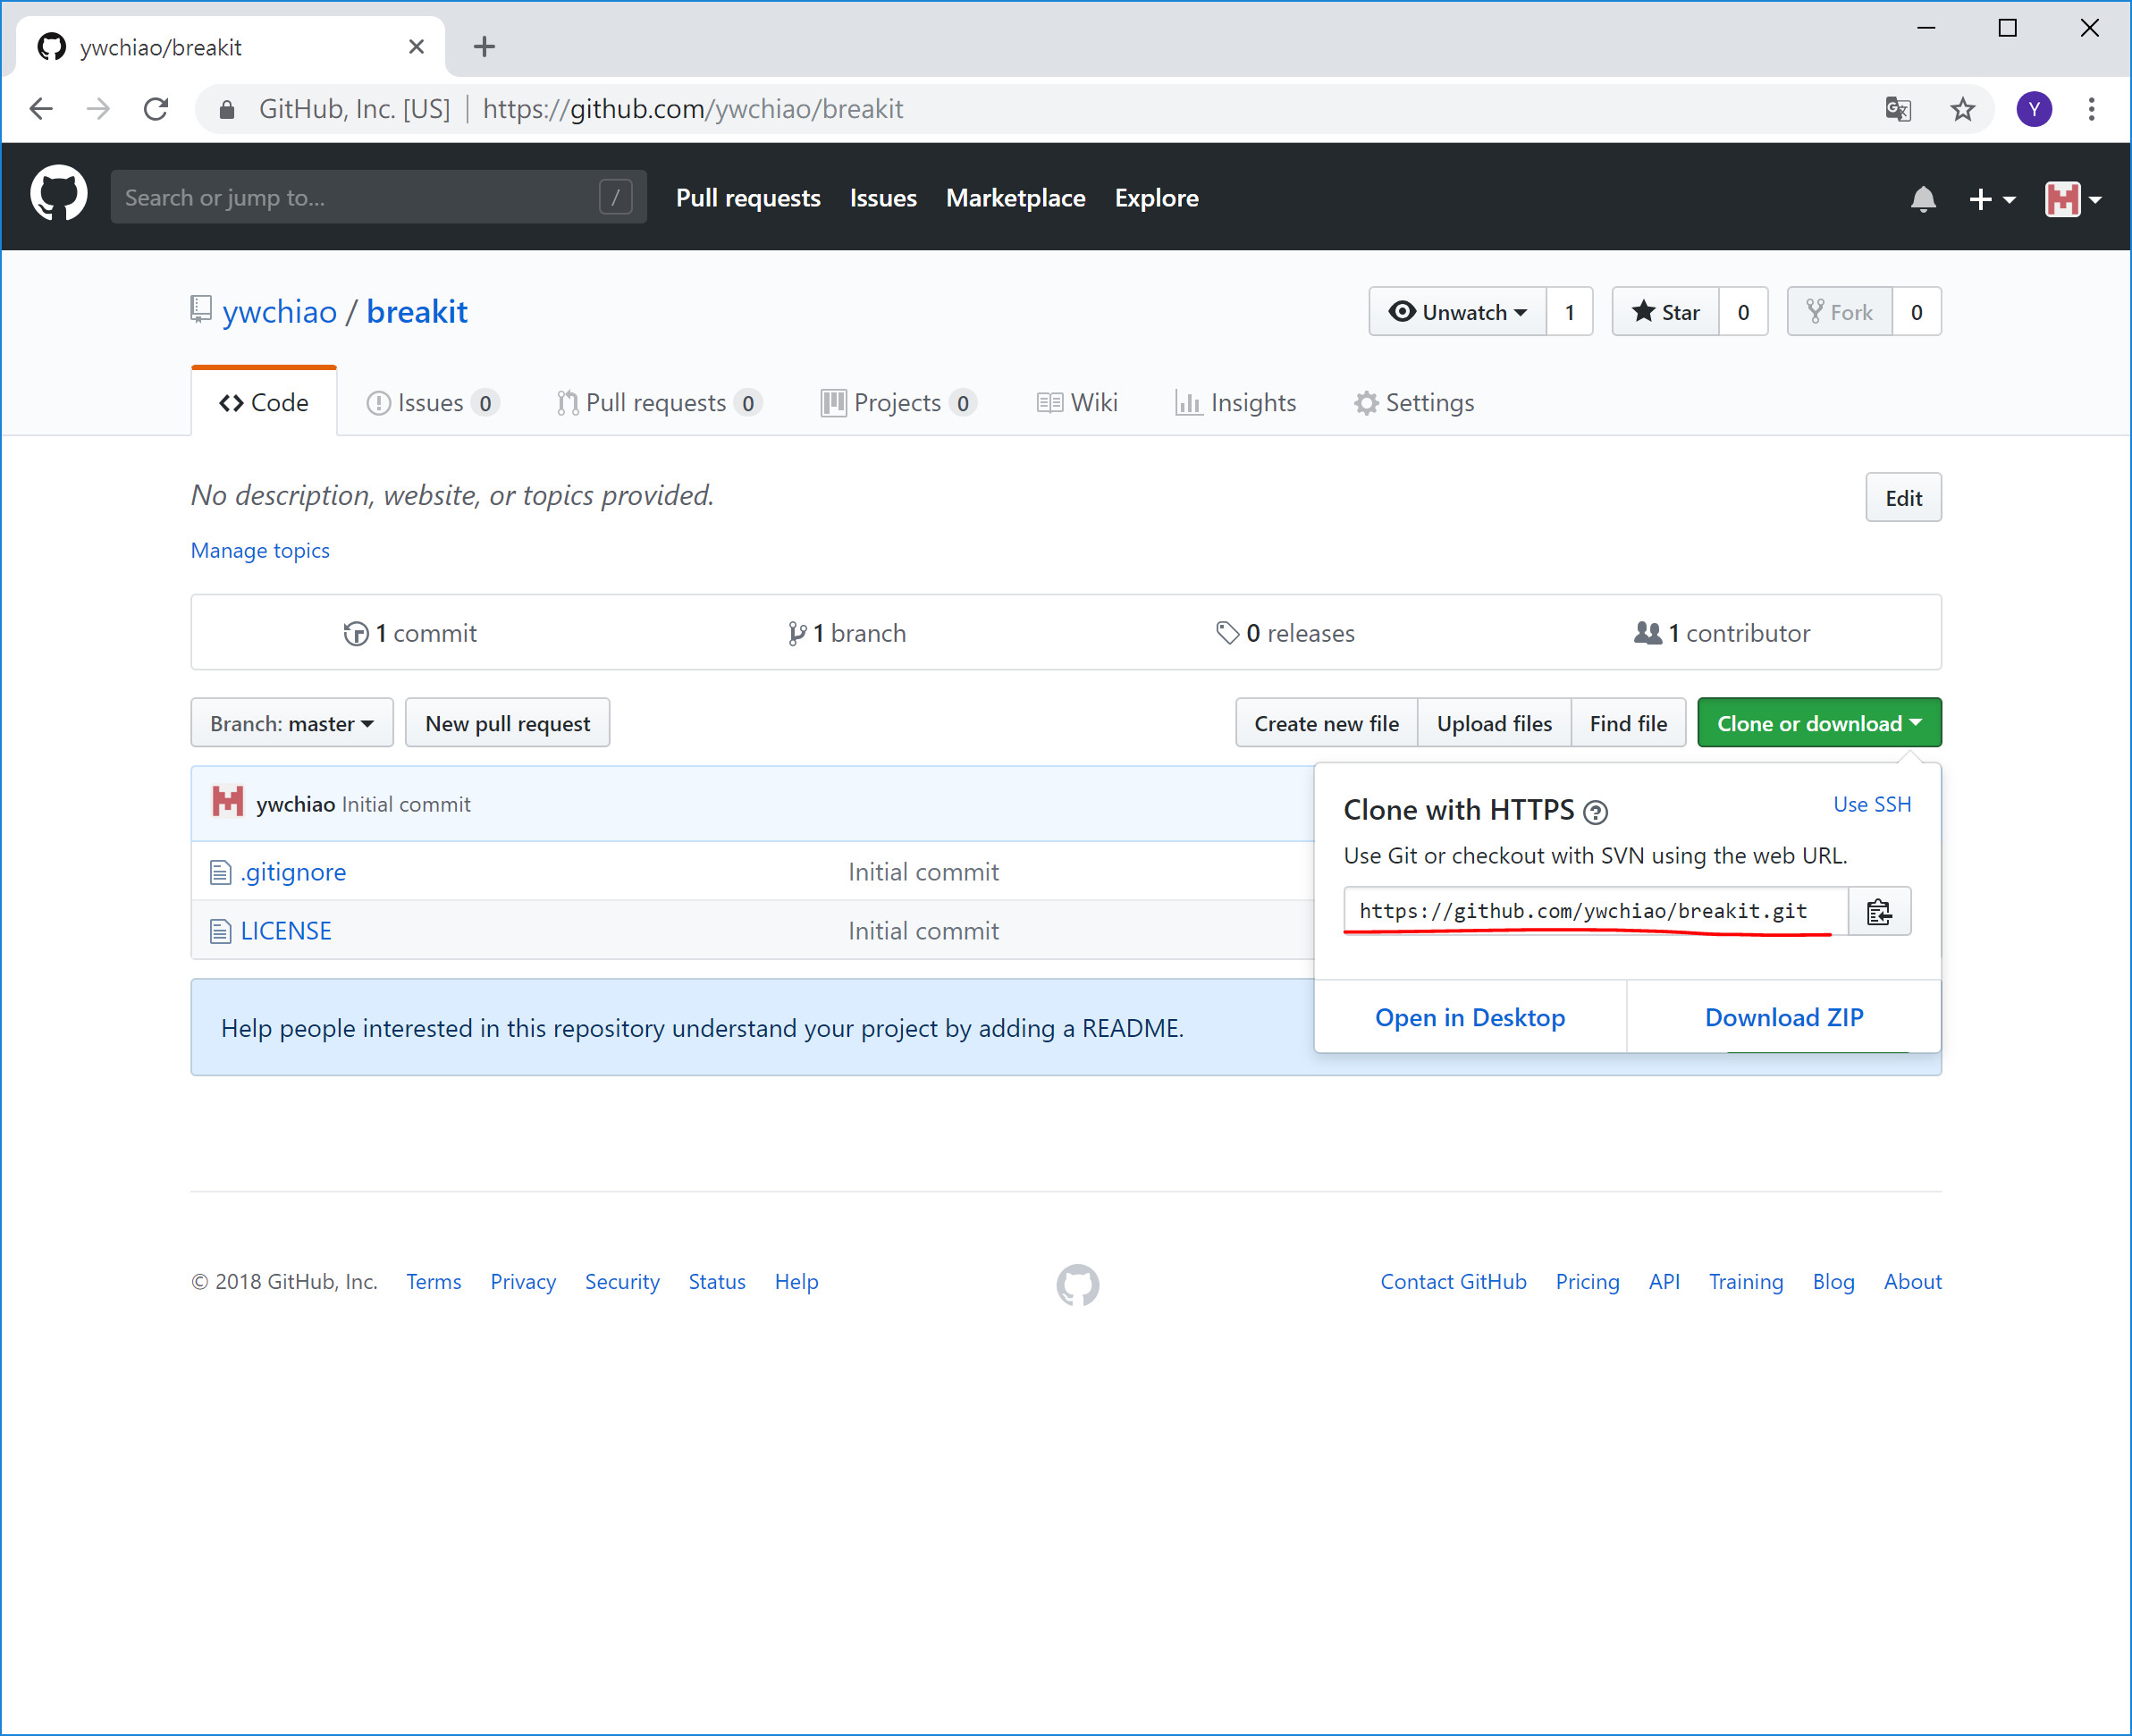 ywchiao/breakit
GitHub, Inc. [US] | https://github.com/ywchiao/breakit
Y
Search or jump to... /
Pull requests Issues Marketplace Explore
ywchiao / breakit
Unwatch 1 Star 0 Fork 0
Code Issues 0 Pull requests 0 Projects 0 Wiki Insights Settings
No description, website, or topics provided.
Edit
Manage topics
1 commit 1 branch 0 releases 1 contributor
Branch: master New pull request Create new file Upload files Find file Clone or download
ywchiao Initial commit
.gitignore Initial commit
LICENSE Initial commit
Clone with HTTPS ? Use SSH
Use Git or checkout with SVN using the web URL.
https://github.com/ywchiao/breakit.git
Open in Desktop Download ZIP
Help people interested in this repository understand your project by adding a README.
© 2018 GitHub, Inc. Terms Privacy Security Status Help Contact GitHub Pricing API Training Blog About